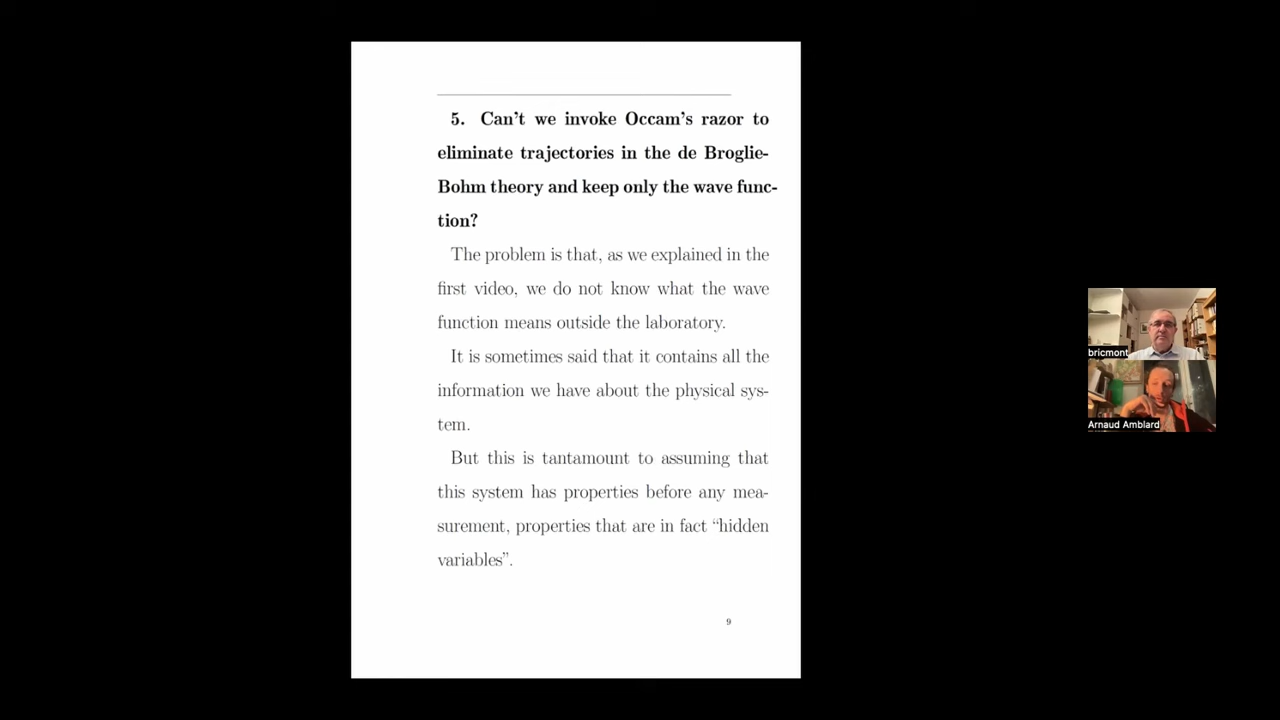 5. Can't we invoke Occam's razor to
eliminate trajectories in the de Broglie-
Bohm theory and keep only the wave func-
tion?
The problem is that, as we explained in the
first video, we do not know what the wave
function means outside the laboratory.
It is sometimes said that it contains all the
information we have about the physical sys-
tem.
But this is tantamount to assuming that
this system has properties before any mea-
surement, properties that are in fact “hidden
variables”.
9
bricmont
Arnaud Amblard